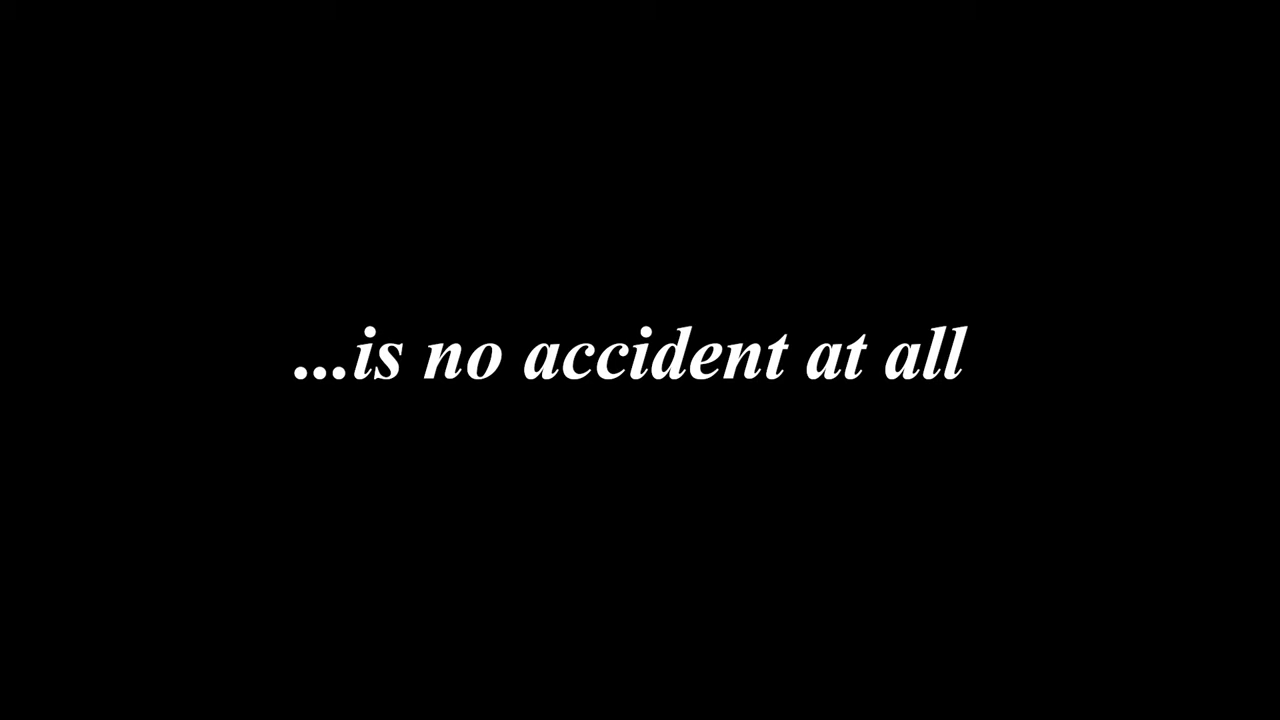 ...is no accident at all